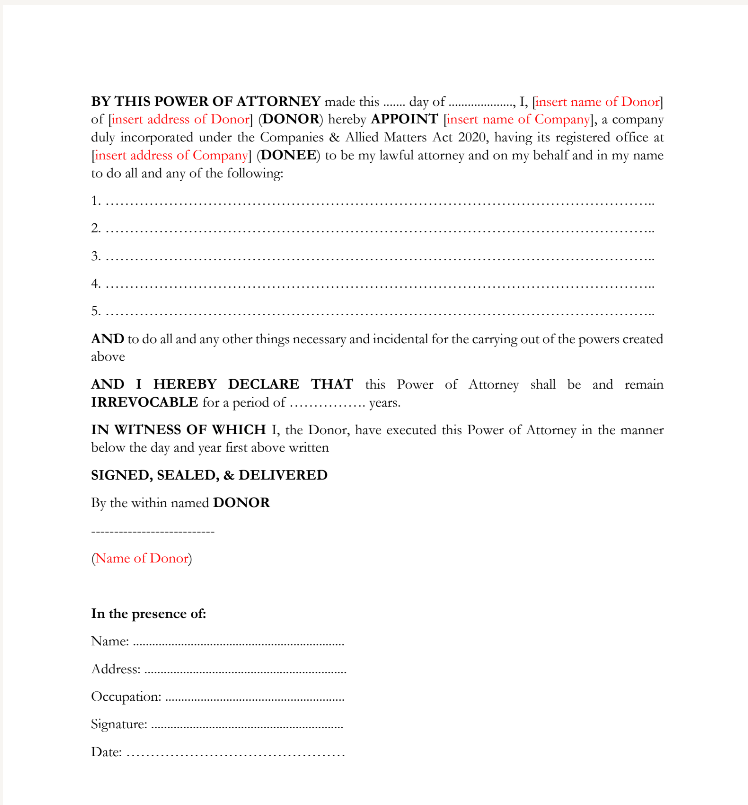 BY THIS POWER OF ATTORNEY made this ....... day of ....................., I, [insert name of Donor]
of [insert address of Donor] (DONOR) hereby APPOINT [insert name of Company], a company
duly incorporated under the Companies & Allied Matters Act 2020, having its registered office at
[insert address of Company] (DONEE) to be my lawful attorney and on my behalf and in my name
to do all and any of the following:
1. …………………………………………………………………………………………………..
2. …………………………………………………………………………………………………..
3. …………………………………………………………………………………………………..
4. …………………………………………………………………………………………………..
5. …………………………………………………………………………………………………..
AND to do all and any other things necessary and incidental for the carrying out of the powers created
above
AND I HEREBY DECLARE THAT this Power of Attorney shall be and remain
IRREVOCABLE for a period of ……………. years.
IN WITNESS OF WHICH I, the Donor, have executed this Power of Attorney in the manner
below the day and year first above written
SIGNED, SEALED, & DELIVERED
By the within named DONOR
---------------------------
(Name of Donor)
In the presence of:
Name: ..................................................................
Address: ...............................................................
Occupation: ........................................................
Signature: ............................................................
Date: ………………………………………